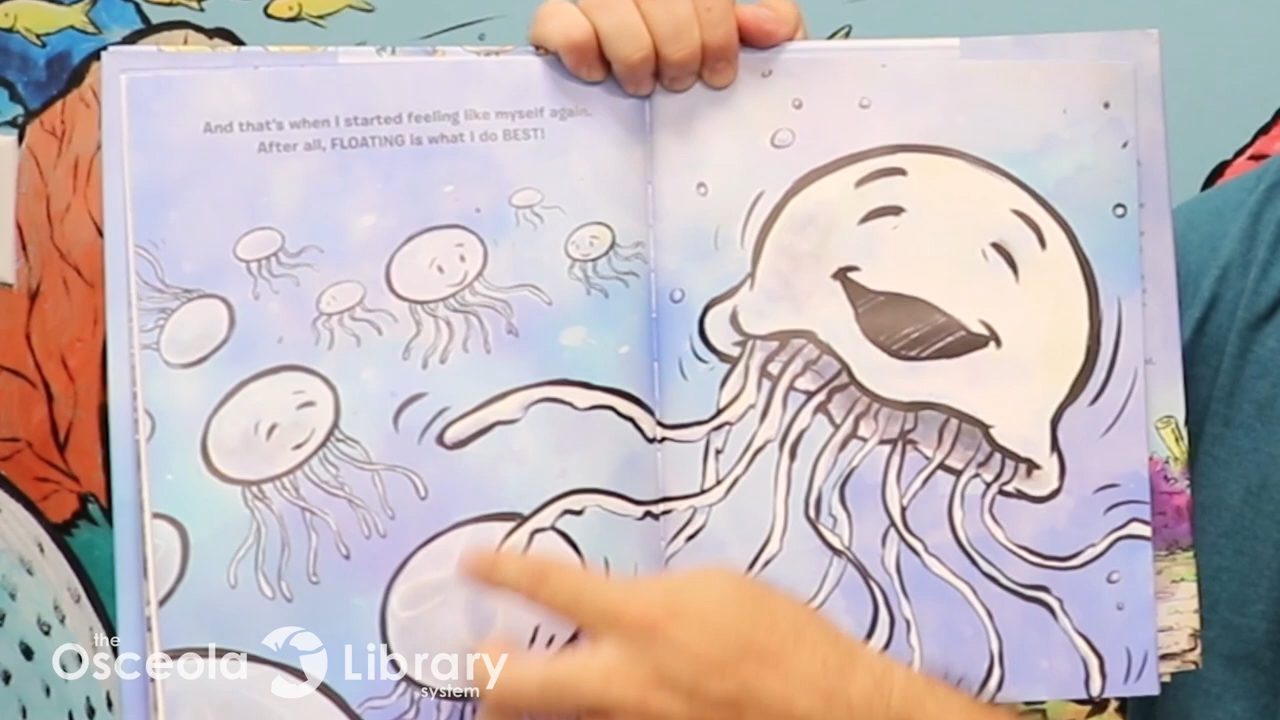 And that's when I started feeling like myself again.
After all, FLOATING is what I do BEST!
the
Osceola Library
system